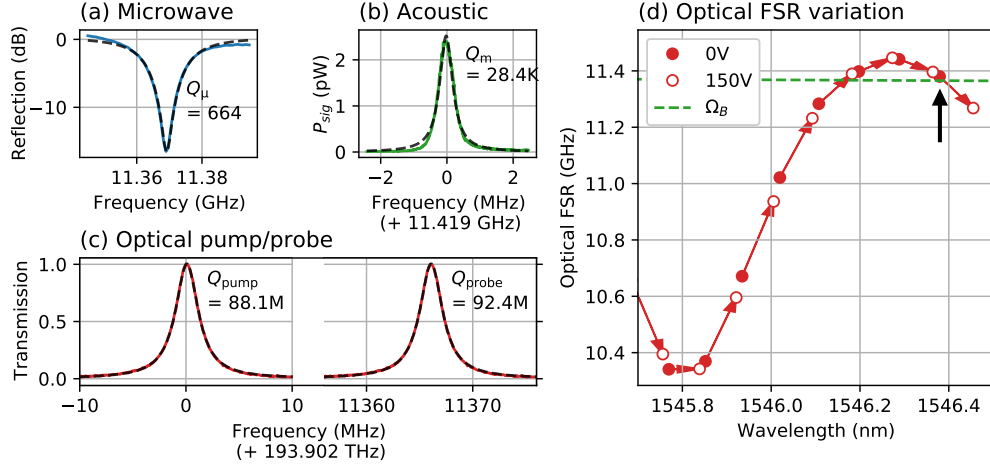 (a) Microwave
Reflection (dB)
0
−10
Qμ
= 664
11.36
11.38
Frequency (GHz)
(b) Acoustic
Psig (pW)
2
0
Qm
= 28.4K
−2
0
2
Frequency (MHz)
(+ 11.419 GHz)
(c) Optical pump/probe
Transmission
1.0
0.5
0.0
Qpump
= 88.1M
Qprobe
= 92.4M
−10
0
10
11360
11370
Frequency (MHz)
(+ 193.902 THz)
(d) Optical FSR variation
Optical FSR (GHz)
11.4
11.2
11.0
10.8
10.6
10.4
0V
150V
ΩB
1545.8
1546.0
1546.2
1546.4
Wavelength (nm)